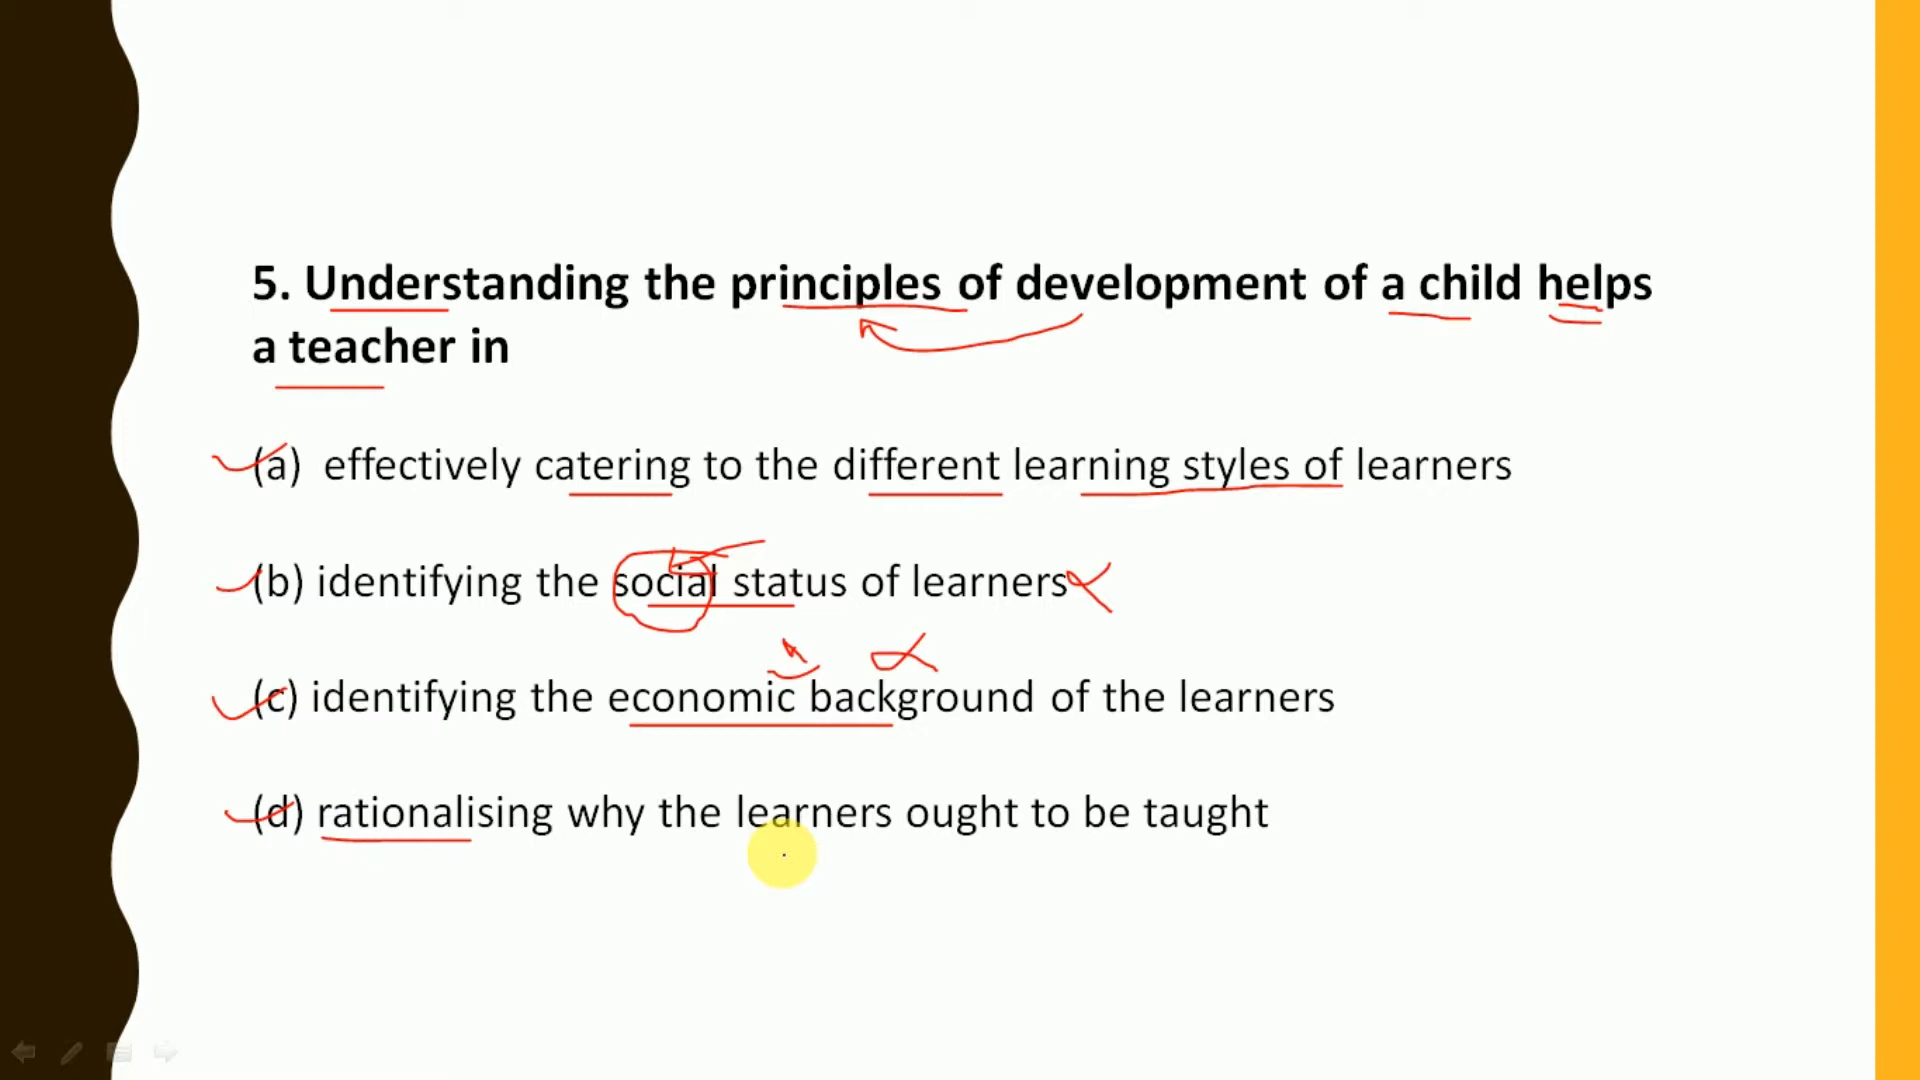 5. Understanding the principles of development of a child helps
a teacher in
(a) effectively catering to the different learning styles of learners
(b) identifying the social status of learners
(c) identifying the economic background of the learners
(d) rationalising why the learners ought to be taught